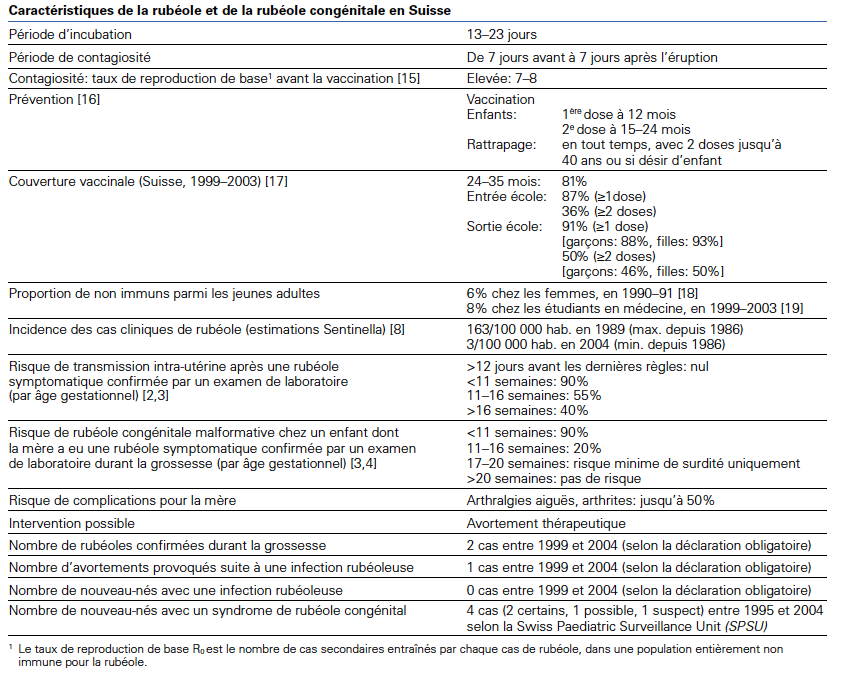 Caractéristiques de la rubéole et de la rubéole congénitale en Suisse
Période d'incubation 13–23 jours
Période de contagiosité De 7 jours avant à 7 jours après l'éruption
Contagiosité: taux de reproduction de base¹ avant la vaccination [15] Elevée: 7–8
Prévention [16] Vaccination
Enfants: 1ère dose à 12 mois
2e dose à 15–24 mois
Rattrapage: en tout temps, avec 2 doses jusqu'à
40 ans ou si désir d'enfant
Couverture vaccinale (Suisse, 1999–2003) [17] 24–35 mois: 81%
Entrée école: 87% (≥1dose)
36% (≥2 doses)
Sortie école: 91% (≥1 dose)
[garçons: 88%, filles: 93%]
50% (≥2 doses)
[garçons: 46%, filles: 50%]
Proportion de non immuns parmi les jeunes adultes 6% chez les femmes, en 1990–91 [18]
8% chez les étudiants en médecine, en 1999–2003 [19]
Incidence des cas cliniques de rubéole (estimations Sentinella) [8] 163/100 000 hab. en 1989 (max. depuis 1986)
3/100 000 hab. en 2004 (min. depuis 1986)
Risque de transmission intra-utérine après une rubéole >12 jours avant les dernières règles: nul
symptomatique confirmée par un examen de laboratoire <11 semaines: 90%
(par âge gestationnel) [2,3] 11–16 semaines: 55%
>16 semaines: 40%
Risque de rubéole congénitale malformative chez un enfant dont <11 semaines: 90%
la mère a eu une rubéole symptomatique confirmée par un examen 11–16 semaines: 20%
de laboratoire durant la grossesse (par âge gestationnel) [3,4] 17–20 semaines: risque minime de surdité uniquement
>20 semaines: pas de risque
Risque de complications pour la mère Arthralgies aiguës, arthrites: jusqu'à 50%
Intervention possible Avortement thérapeutique
Nombre de rubéoles confirmées durant la grossesse 2 cas entre 1999 et 2004 (selon la déclaration obligatoire)
Nombre d'avortements provoqués suite à une infection rubéoleuse 1 cas entre 1999 et 2004 (selon la déclaration obligatoire)
Nombre de nouveau-nés avec une infection rubéoleuse 0 cas entre 1999 et 2004 (selon la déclaration obligatoire)
Nombre de nouveau-nés avec un syndrome de rubéole congénital 4 cas (2 certains, 1 possible, 1 suspect) entre 1995 et 2004
selon la Swiss Paediatric Surveillance Unit (SPSU)
¹ Le taux de reproduction de base R₀ est le nombre de cas secondaires entraînés par chaque cas de rubéole, dans une population entièrement non
immune pour la rubéole.